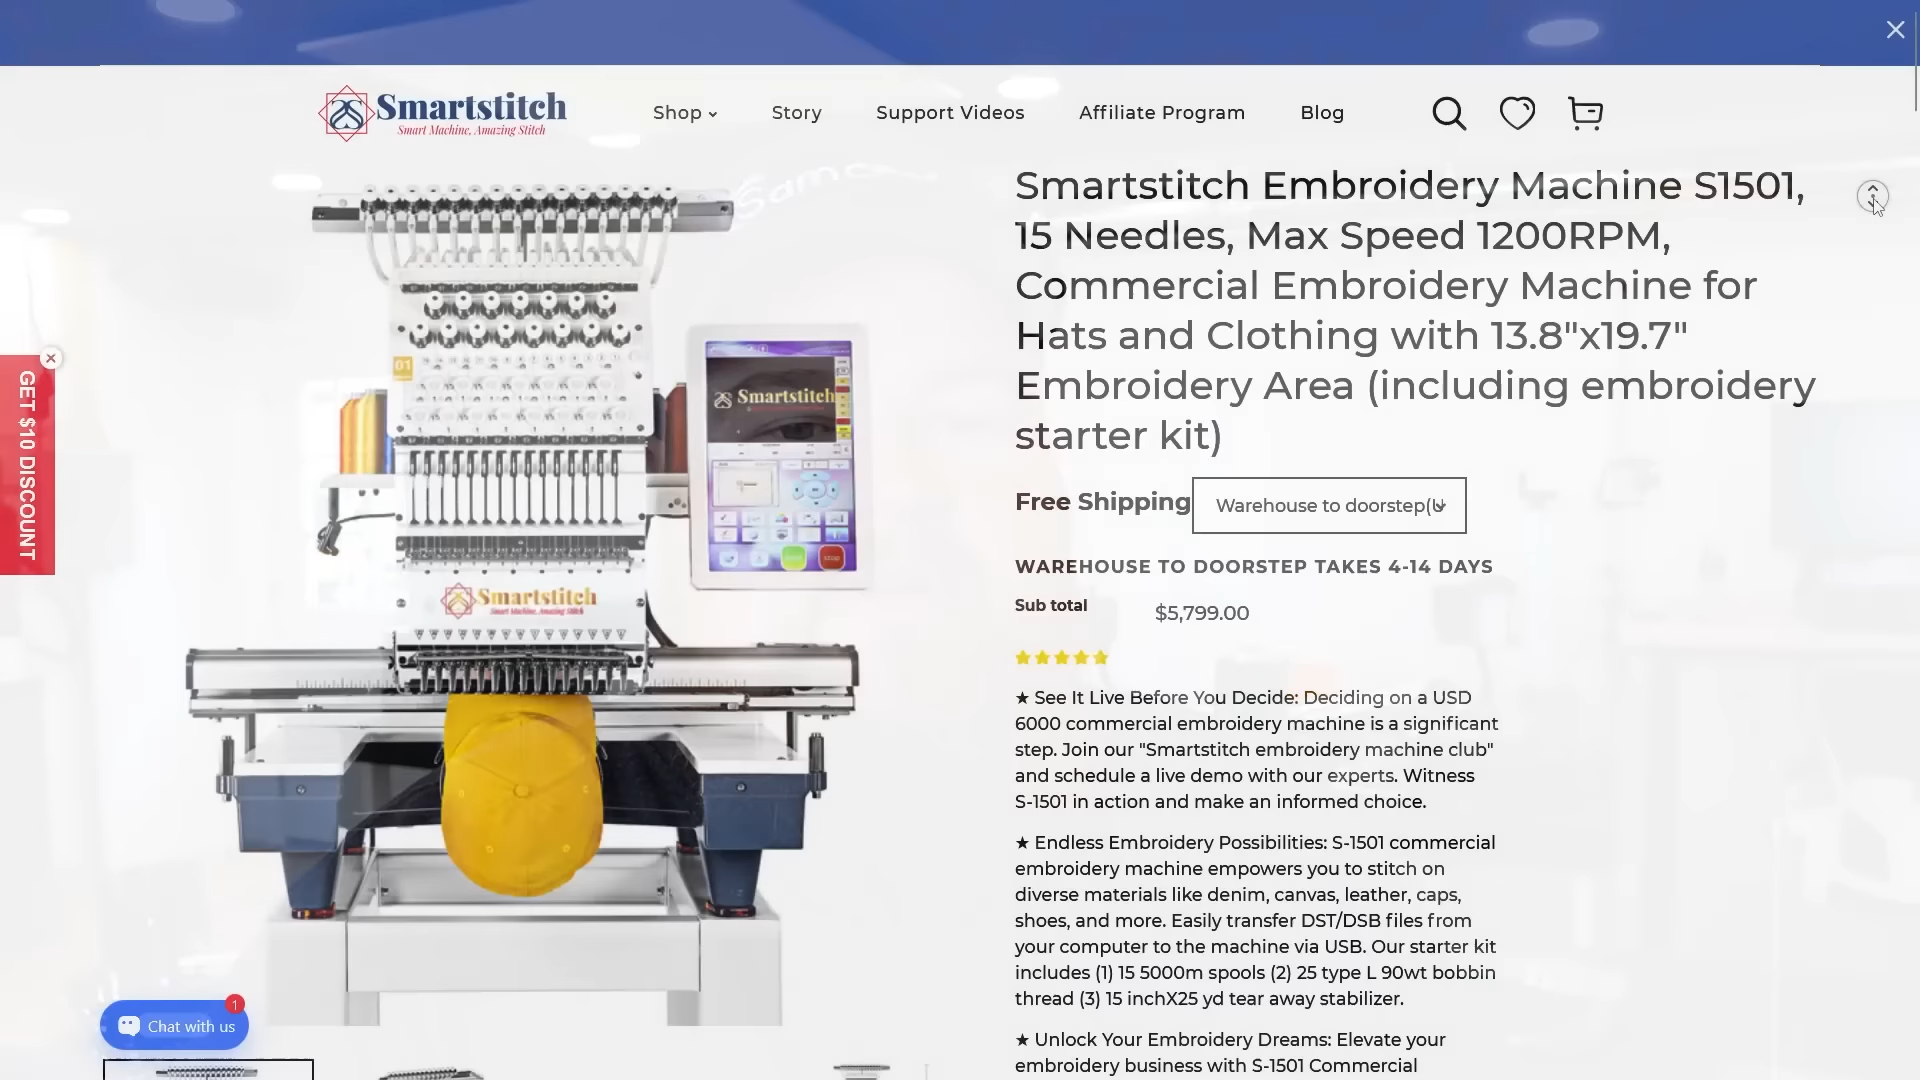 Smartstitch
Smart Machine, Amazing Stitch
Shop
Story
Support Videos
Affiliate Program
Blog
Smartstitch Embroidery Machine S1501,
15 Needles, Max Speed 1200RPM,
Commercial Embroidery Machine for
Hats and Clothing with 13.8"x19.7"
Embroidery Area (including embroidery
starter kit)
Free Shipping
Warehouse to doorstep(U
WAREHOUSE TO DOORSTEP TAKES 4-14 DAYS
Sub total
$5,799.00
★ See It Live Before You Decide: Deciding on a USD
6000 commercial embroidery machine is a significant
step. Join our "Smartstitch embroidery machine club"
and schedule a live demo with our experts. Witness
S-1501 in action and make an informed choice.
★ Endless Embroidery Possibilities: S-1501 commercial
embroidery machine empowers you to stitch on
diverse materials like denim, canvas, leather, caps,
shoes, and more. Easily transfer DST/DSB files from
your computer to the machine via USB. Our starter kit
includes (1) 15 5000m spools (2) 25 type L 90wt bobbin
thread (3) 15 inchX25 yd tear away stabilizer.
★ Unlock Your Embroidery Dreams: Elevate your
embroidery business with S-1501 Commercial
GET $10 DISCOUNT
01
Smartstitch
stop
Smartstitch
Smart Machine, Amazing Stitch
Chat with us
1